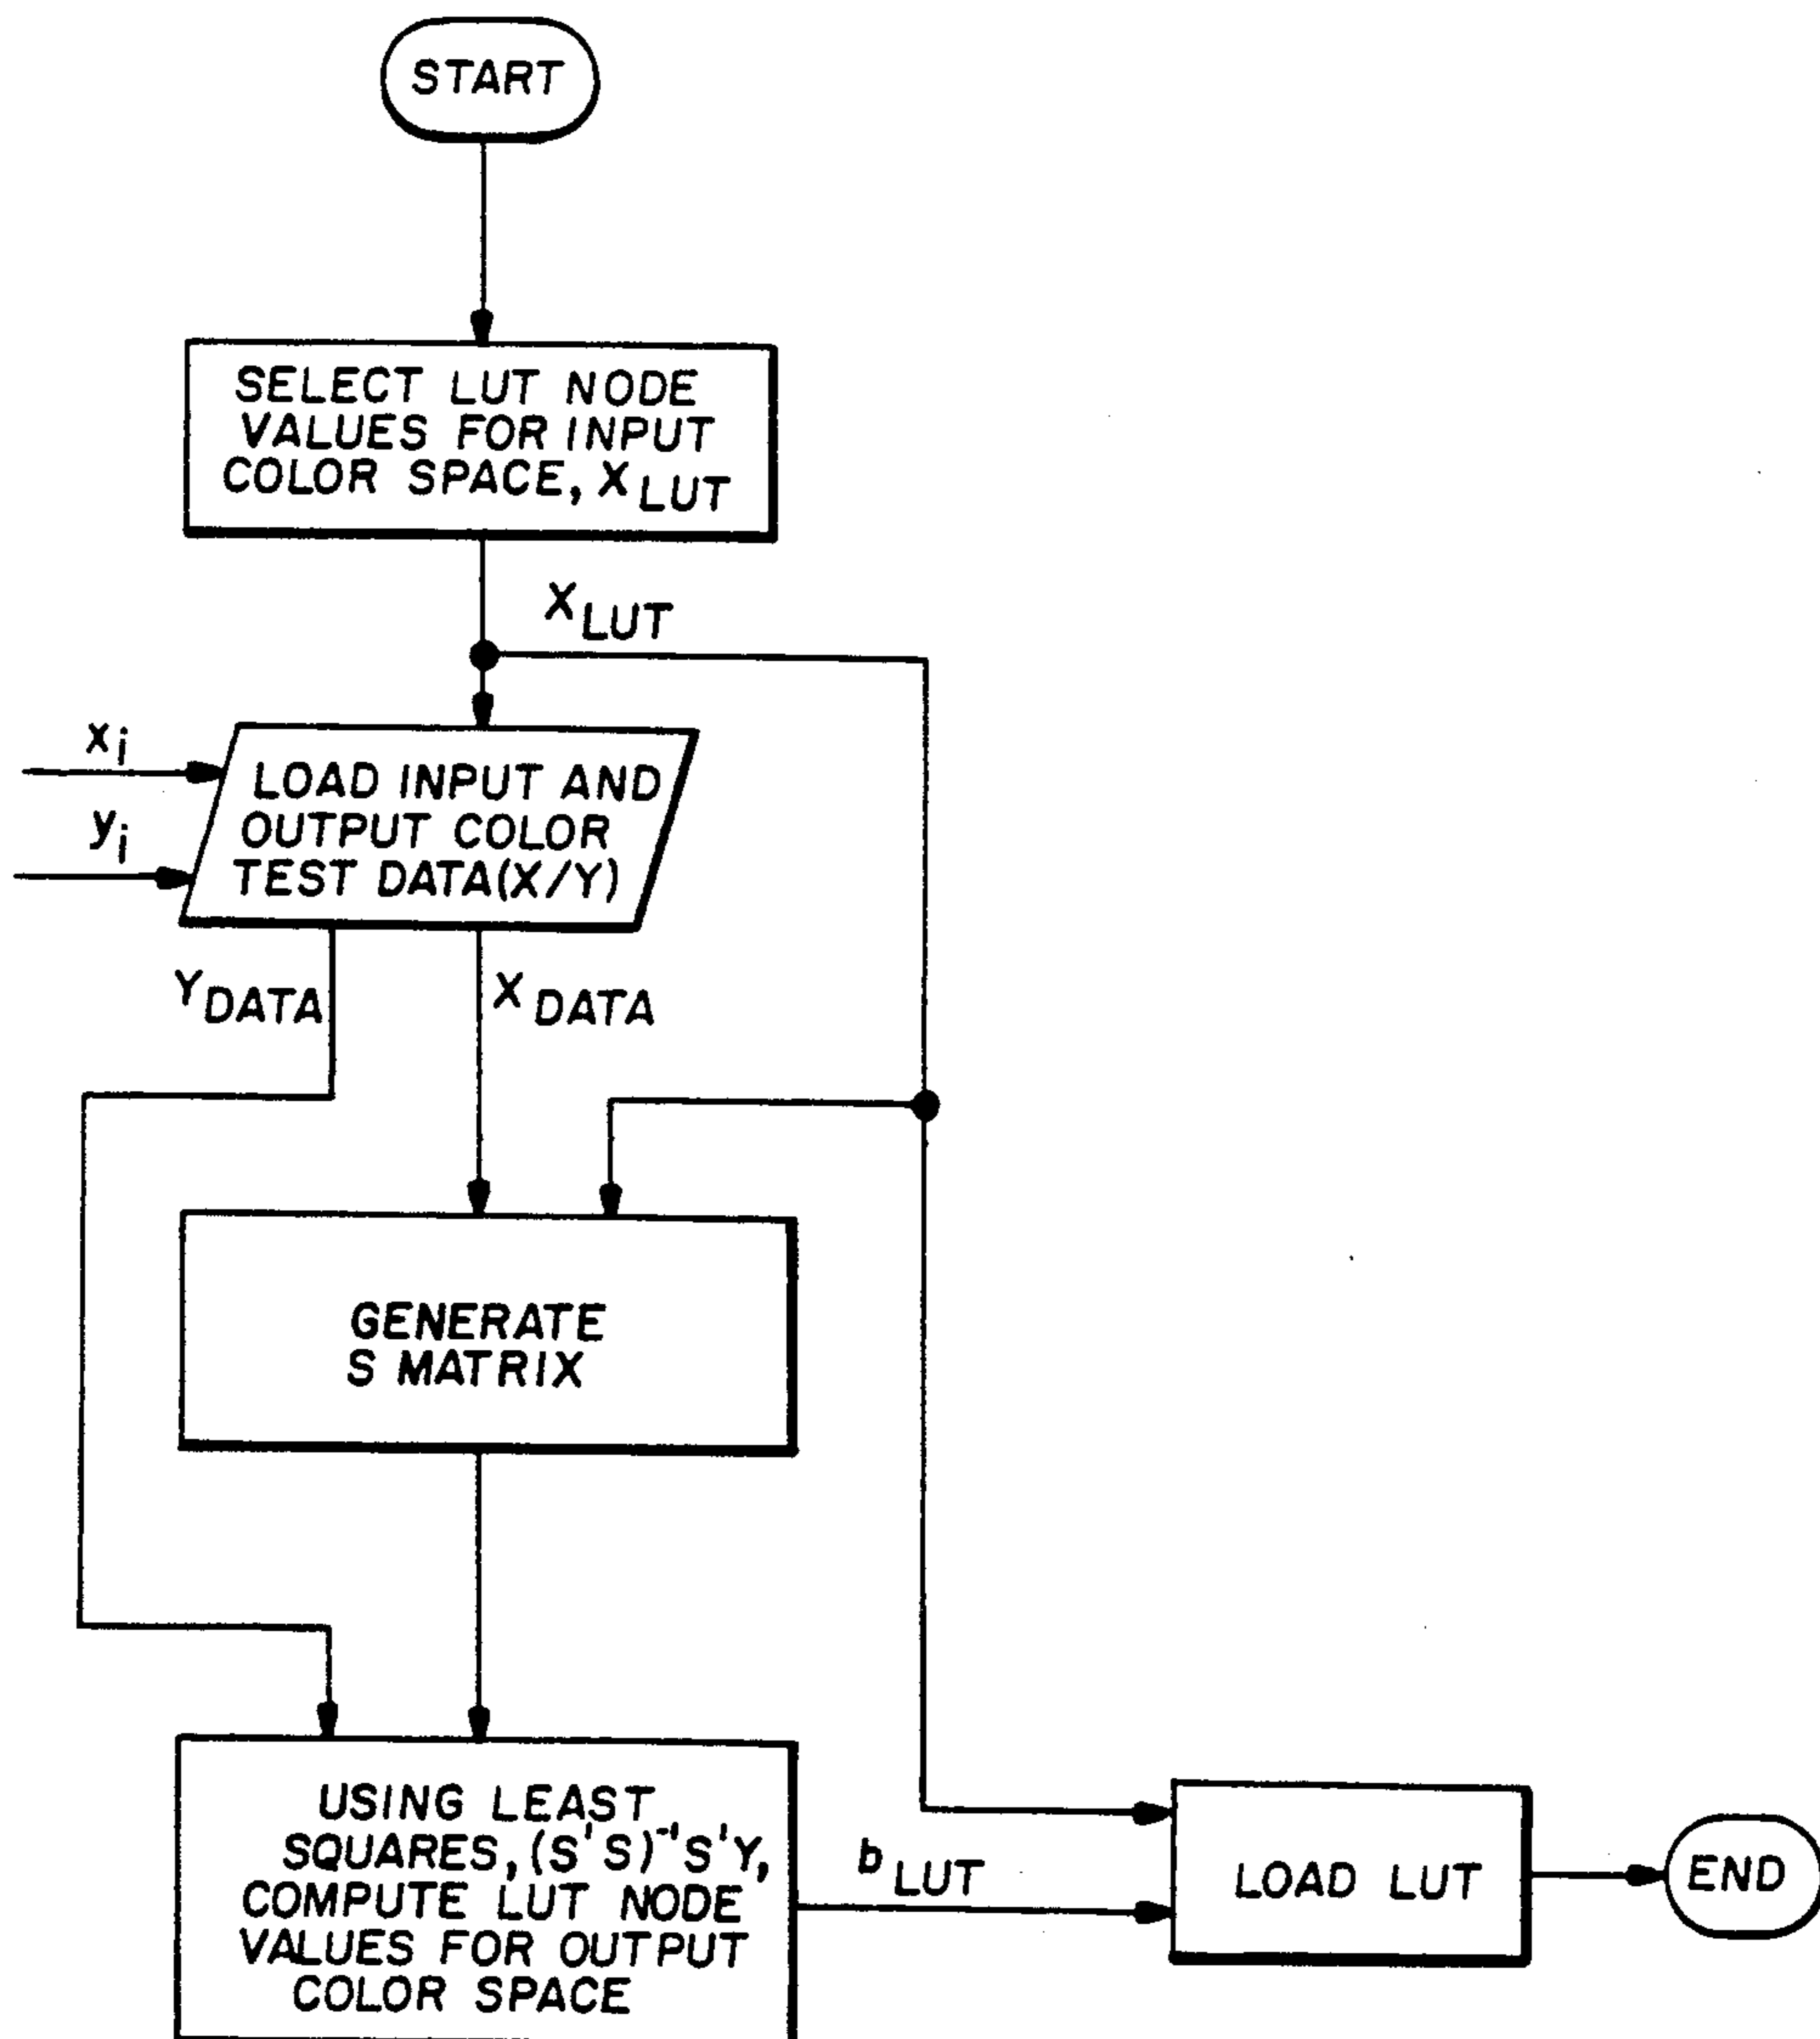 START
SELECT LUT NODE
VALUES FOR INPUT
COLOR SPACE, X LUT
X LUT
x i
y i
LOAD INPUT AND
OUTPUT COLOR
TEST DATA(X/Y)
Y DATA
X DATA
GENERATE
S MATRIX
USING LEAST
SQUARES, (S'S)⁻¹S'Y,
COMPUTE LUT NODE
VALUES FOR OUTPUT
COLOR SPACE
b LUT
LOAD LUT
END